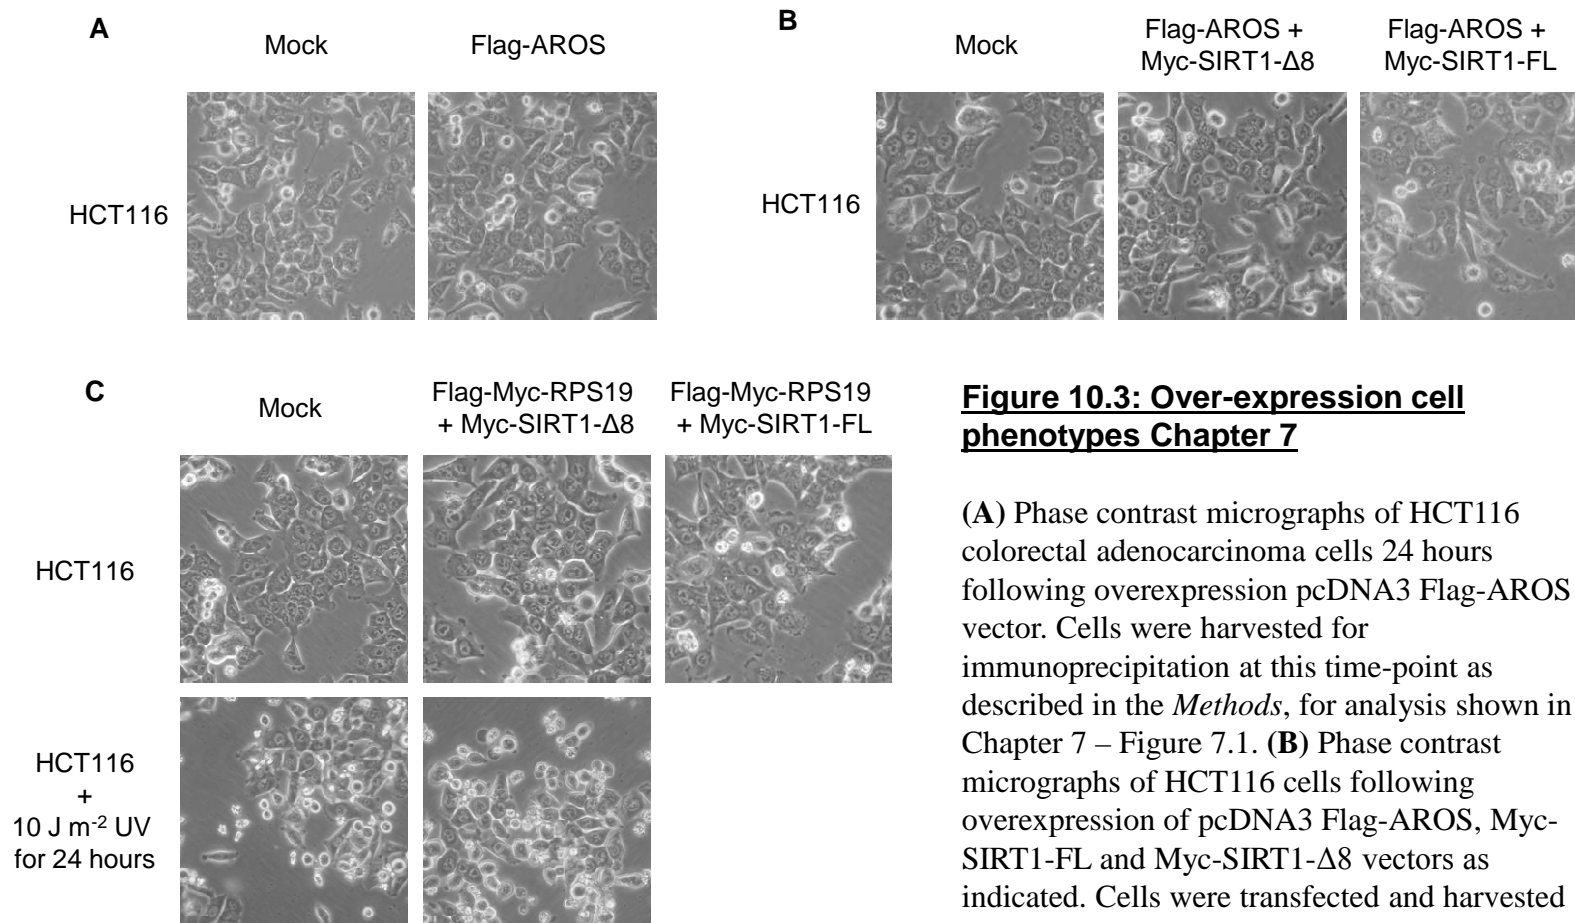 A
Mock
Flag-AROS
HCT116
B
Mock
Flag-AROS +
Myc-SIRT1-Δ8
Flag-AROS +
Myc-SIRT1-FL
HCT116
C
Mock
Flag-Myc-RPS19
+ Myc-SIRT1-Δ8
Flag-Myc-RPS19
+ Myc-SIRT1-FL
HCT116
HCT116
+
10 J m-2 UV
for 24 hours
Figure 10.3: Over-expression cell
phenotypes Chapter 7
(A) Phase contrast micrographs of HCT116
colorectal adenocarcinoma cells 24 hours
following overexpression pcDNA3 Flag-AROS
vector. Cells were harvested for
immunoprecipitation at this time-point as
described in the Methods, for analysis shown in
Chapter 7 – Figure 7.1. (B) Phase contrast
micrographs of HCT116 cells following
overexpression of pcDNA3 Flag-AROS, Myc-
SIRT1-FL and Myc-SIRT1-Δ8 vectors as
indicated. Cells were transfected and harvested